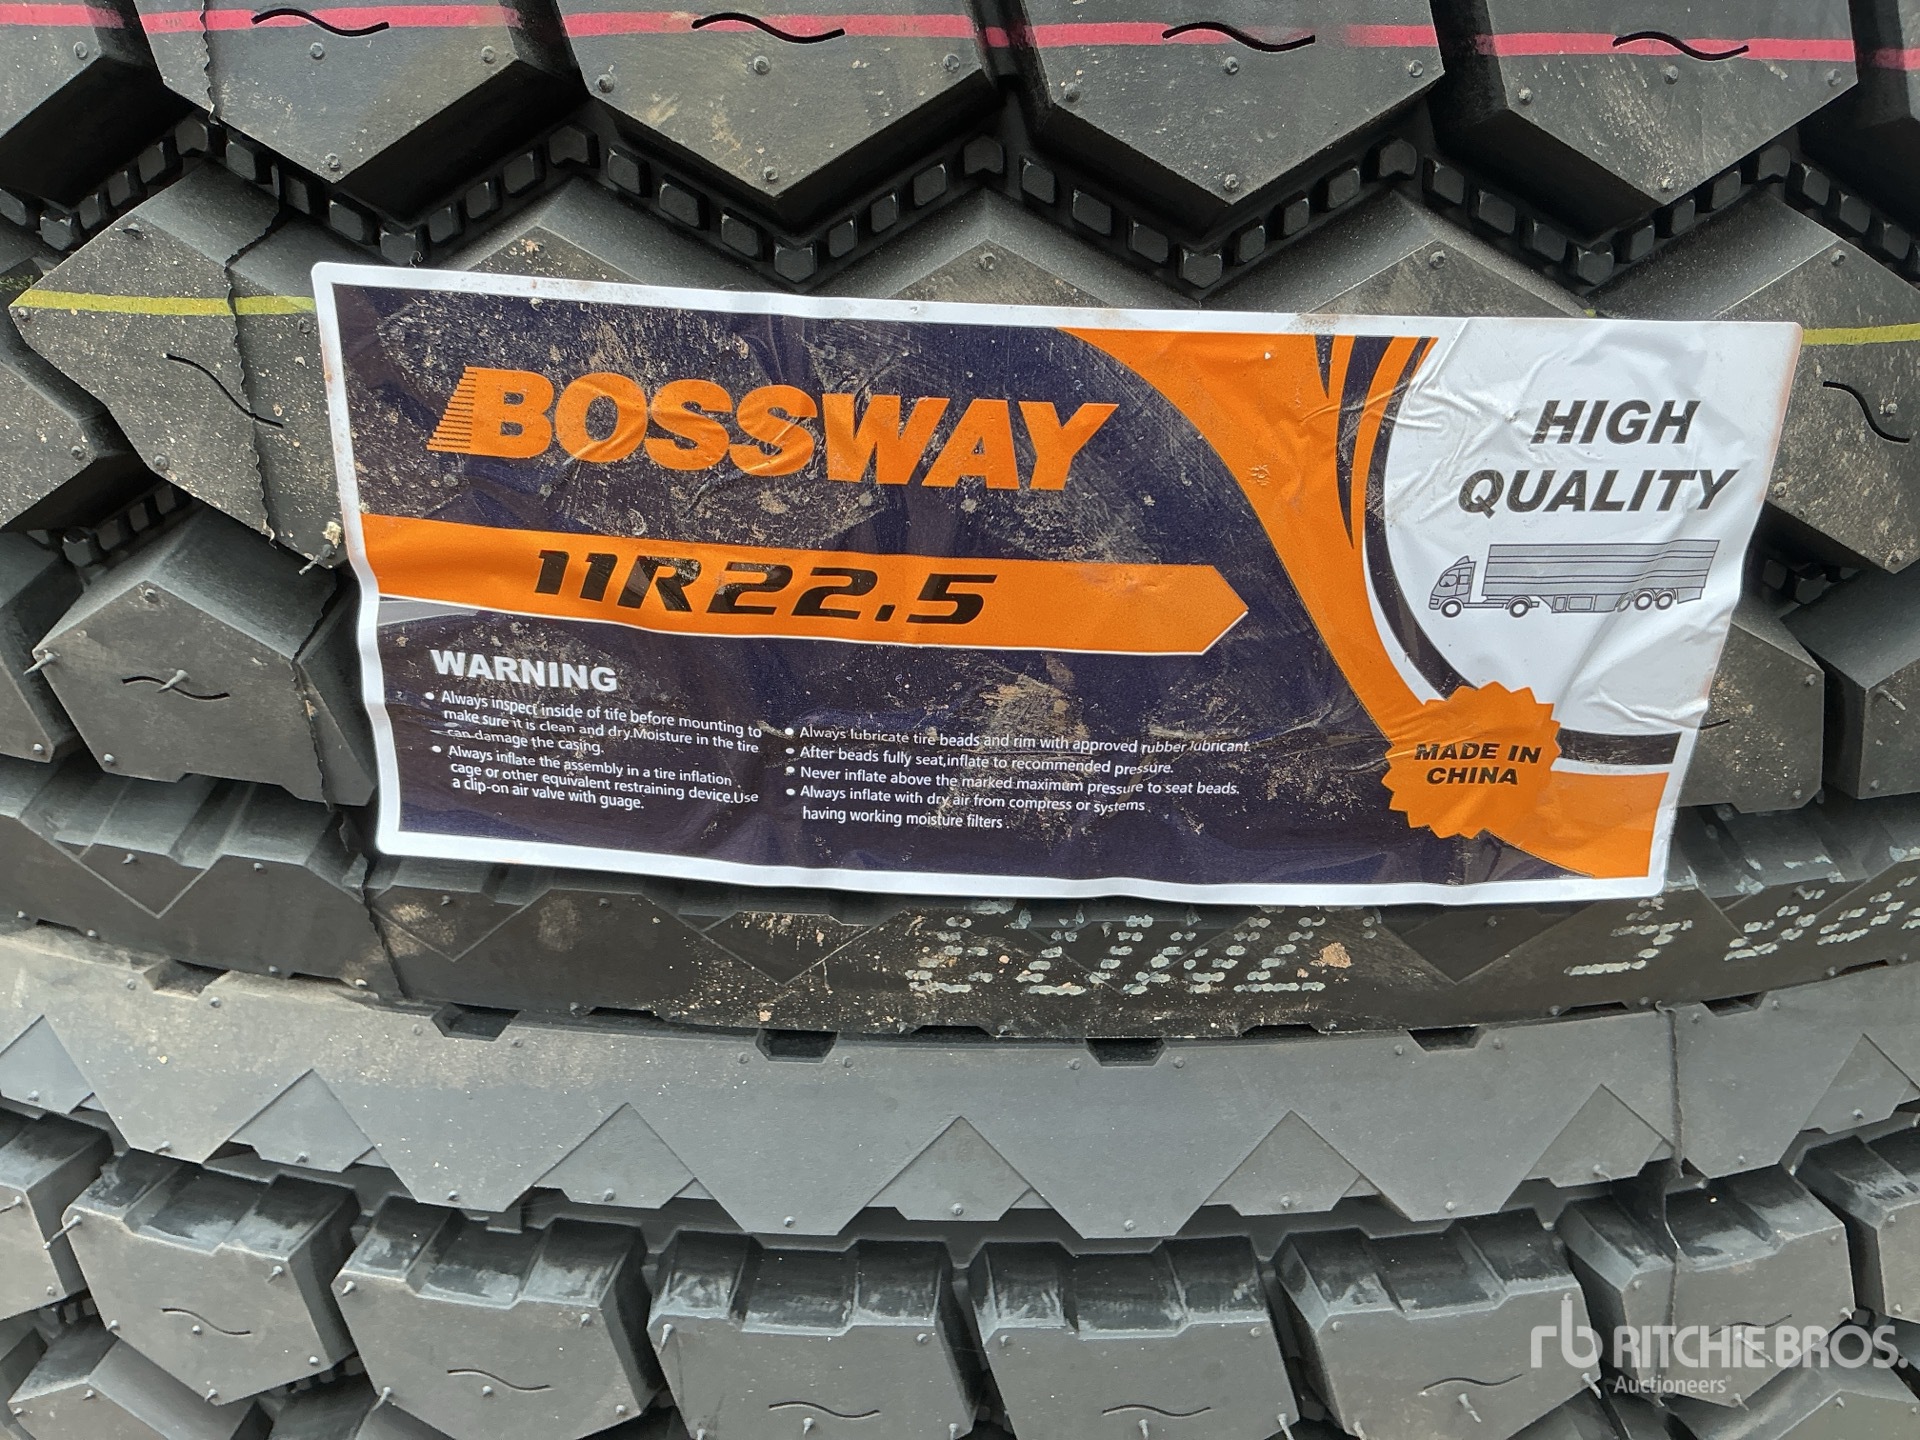 BOSSWAY
11R22.5
HIGH
QUALITY
WARNING
• Always inspect inside of tife before mounting to
make sure it is clean and dry.Moisture in the tire
can damage the casing.
• Always inflate the assembly in a tire inflation
cage or other equivalent restraining device.Use
a clip-on air valve with guage.
• Always lubricate tire beads and rim with approved rubber lubricant.
• After beads fully seat,inflate to recommended pressure.
• Never inflate above the marked maximum pressure to seat beads.
• Always inflate with dry air from compress or systems
having working moisture filters .
MADE IN
CHINA
rb RITCHIE BROS.
Auctioneers